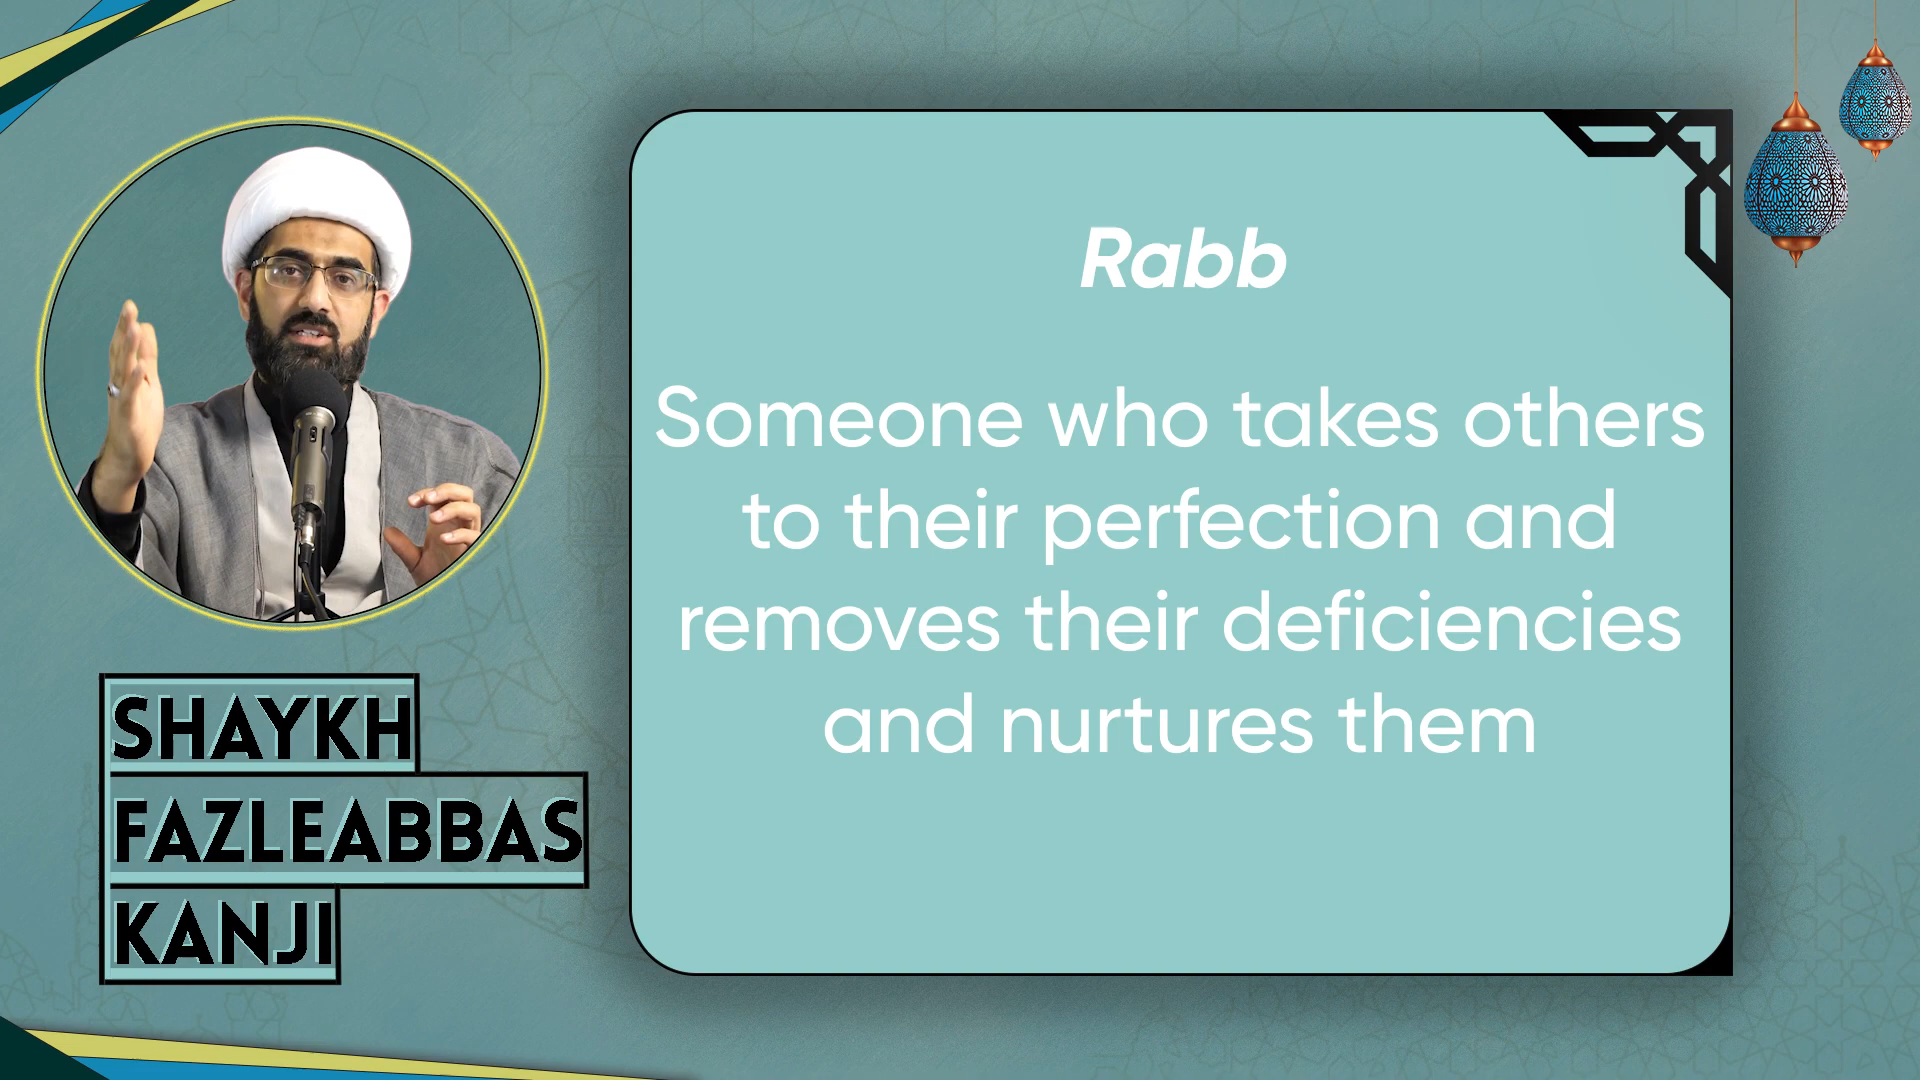 SHAYKH
FAZLEABBAS
KANJI
Rabb
Someone who takes others
to their perfection and
removes their deficiencies
and nurtures them